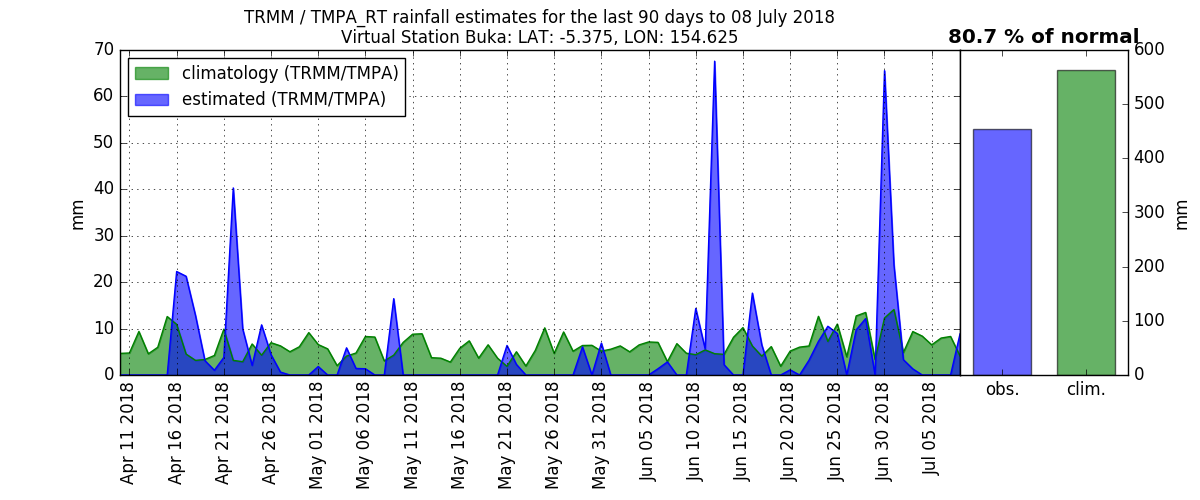 TRMM / TMPA_RT rainfall estimates for the last 90 days to 08 July 2018
Virtual Station Buka: LAT: -5.375, LON: 154.625
80.7 % of normal
climatology (TRMM/TMPA)
estimated (TRMM/TMPA)
mm
70
60
50
40
30
20
10
0
Apr 11 2018
Apr 16 2018
Apr 21 2018
Apr 26 2018
May 01 2018
May 06 2018
May 11 2018
May 16 2018
May 21 2018
May 26 2018
May 31 2018
Jun 05 2018
Jun 10 2018
Jun 15 2018
Jun 20 2018
Jun 25 2018
Jun 30 2018
Jul 05 2018
obs.
clim.
600
500
400
300
200
100
0
mm